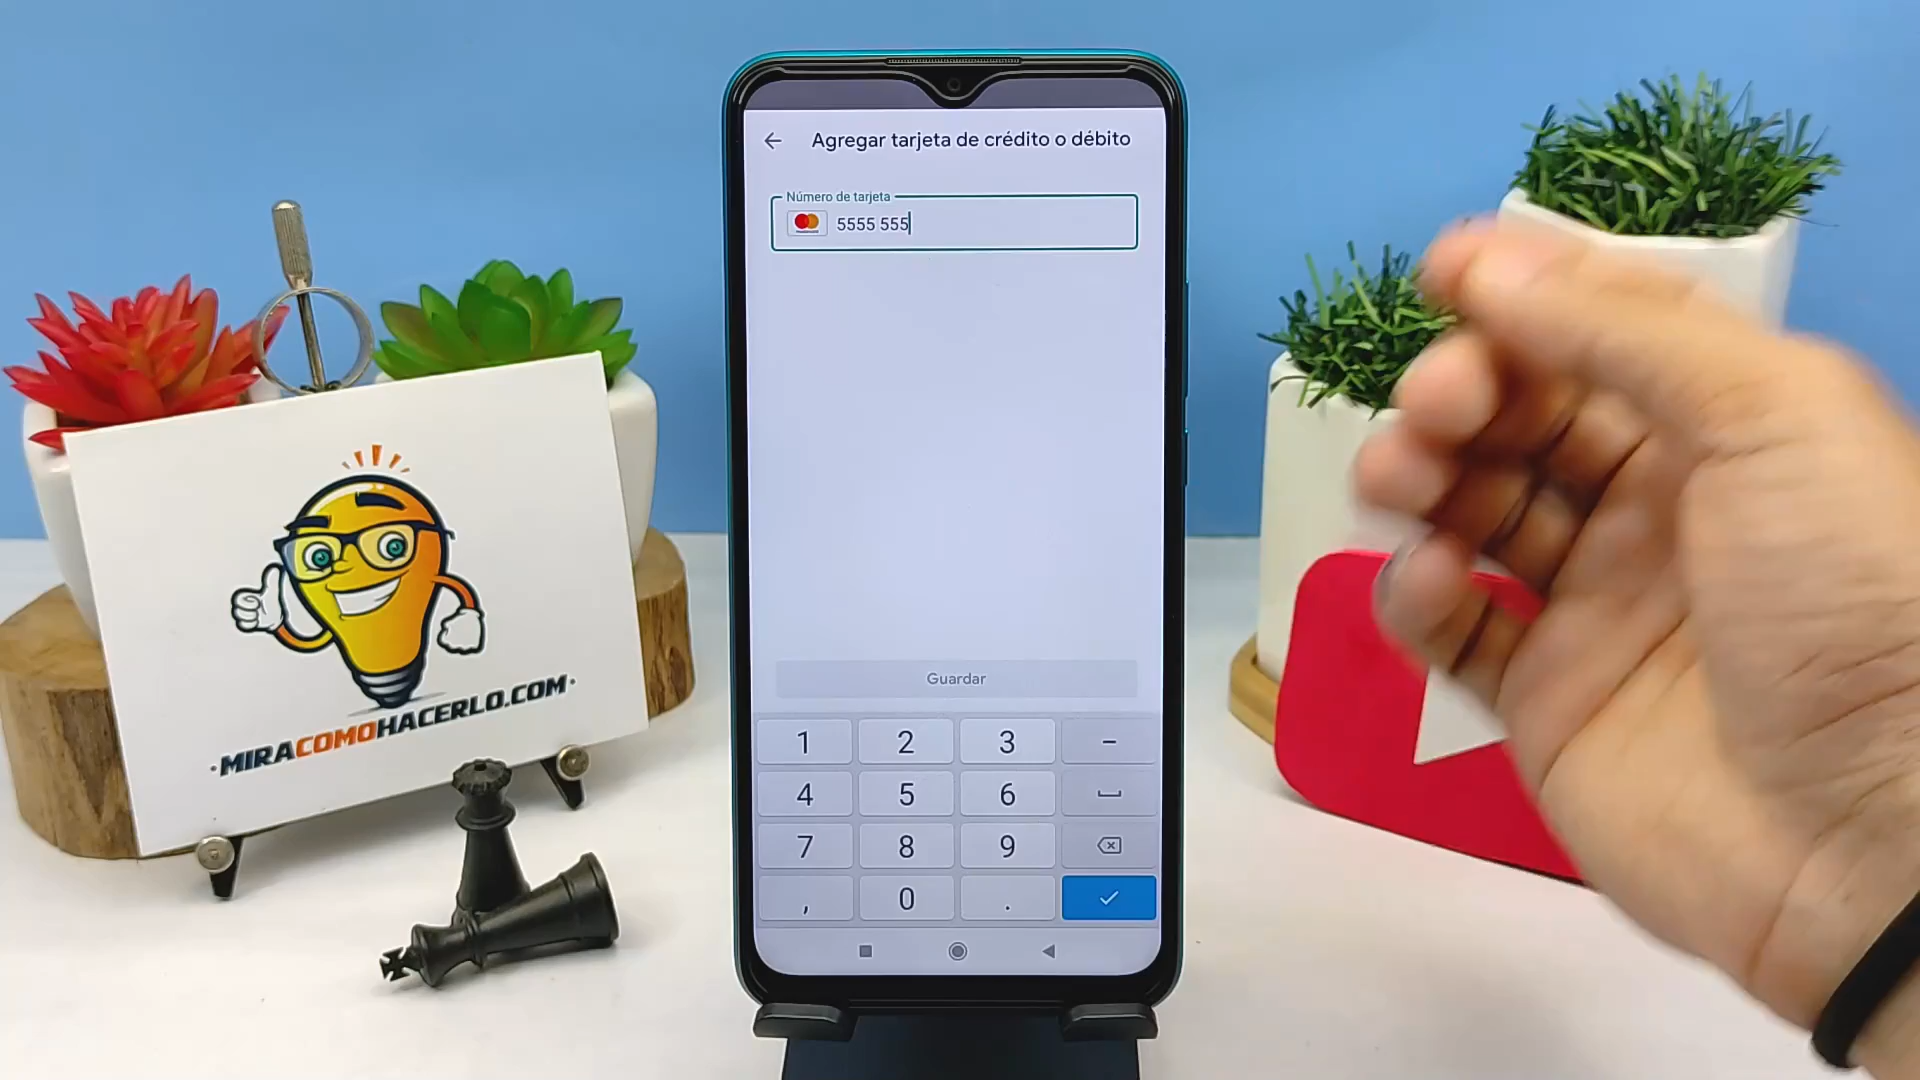 Agregar tarjeta de crédito o débito
Número de tarjeta
5555 555
Guardar
1 2 3 -
4 5 6
7 8 9
, 0 .
·MIRACOMOHACERLO.COM·